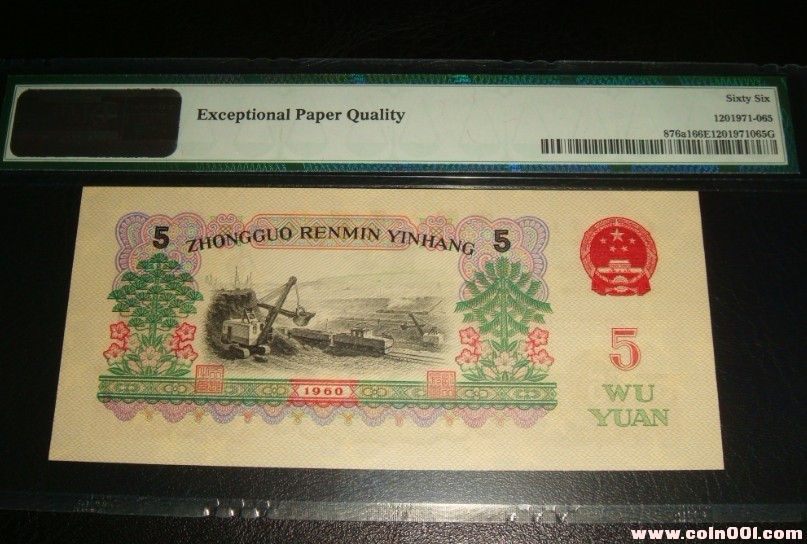 Exceptional Paper Quality
Sixty Six
1201971-065
876a166E1201971065G
5 ZHONGGUO RENMIN YINHANG 5
5
WU
YUAN
1960
www.coin001.com